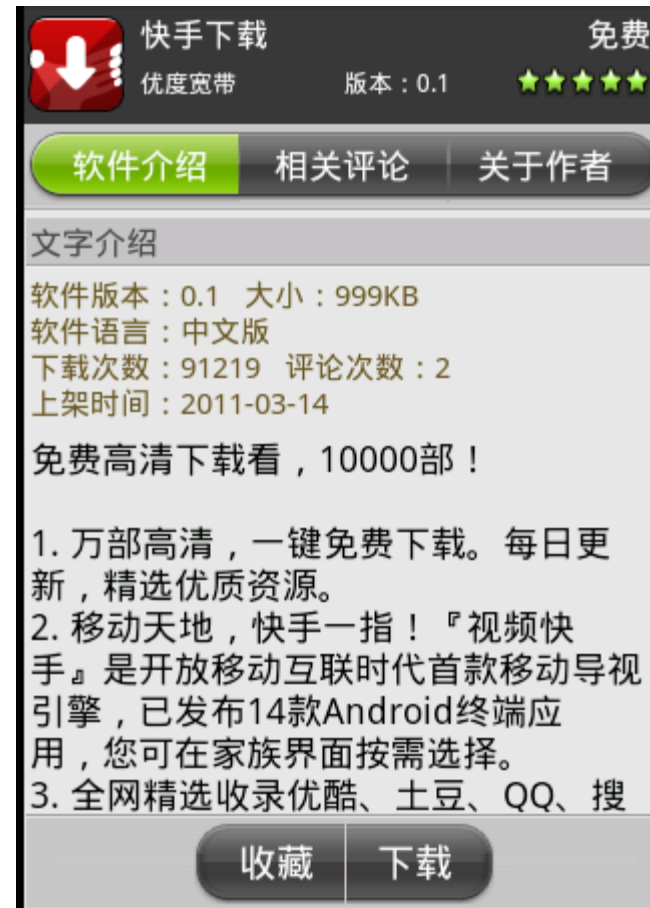 快手下载 免费
优度宽带 版本：0.1
软件介绍 相关评论 关于作者
文字介绍
软件版本：0.1 大小：999KB
软件语言：中文版
下载次数：91219 评论次数：2
上架时间：2011-03-14
免费高清下载看，10000部！
1. 万部高清，一键免费下载。每日更
新，精选优质资源。
2. 移动天地，快手一指！『视频快
手』是开放移动互联时代首款移动导视
引擎，已发布14款Android终端应
用，您可在家族界面按需选择。
3. 全网精选收录优酷、土豆、QQ、搜
收藏 下载